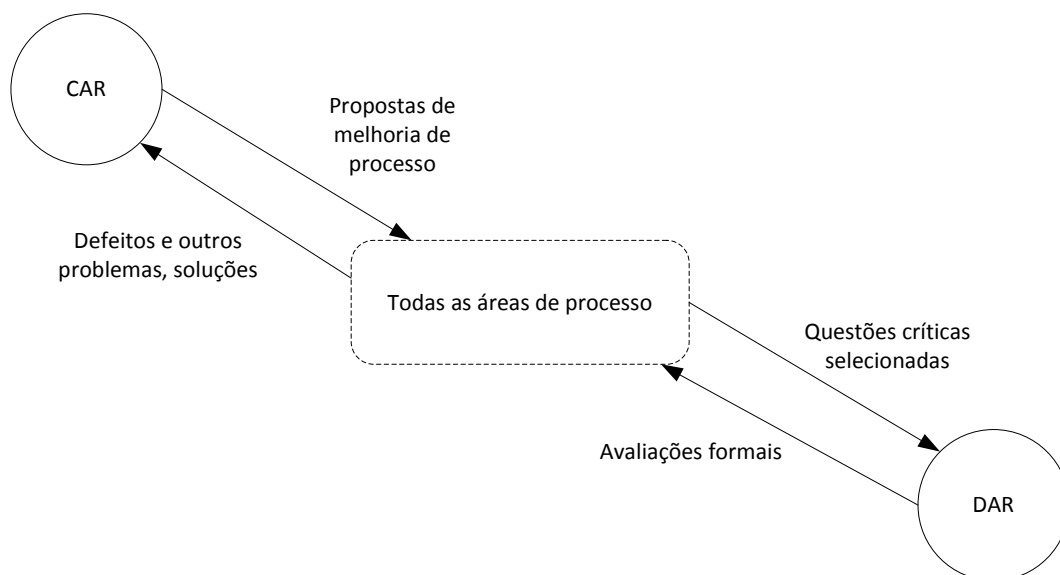 CAR
Propostas de
melhoria de
processo
Defeitos e outros
problemas, soluções
Todas as áreas de processo
Questões críticas
selecionadas
Avaliações formais
DAR